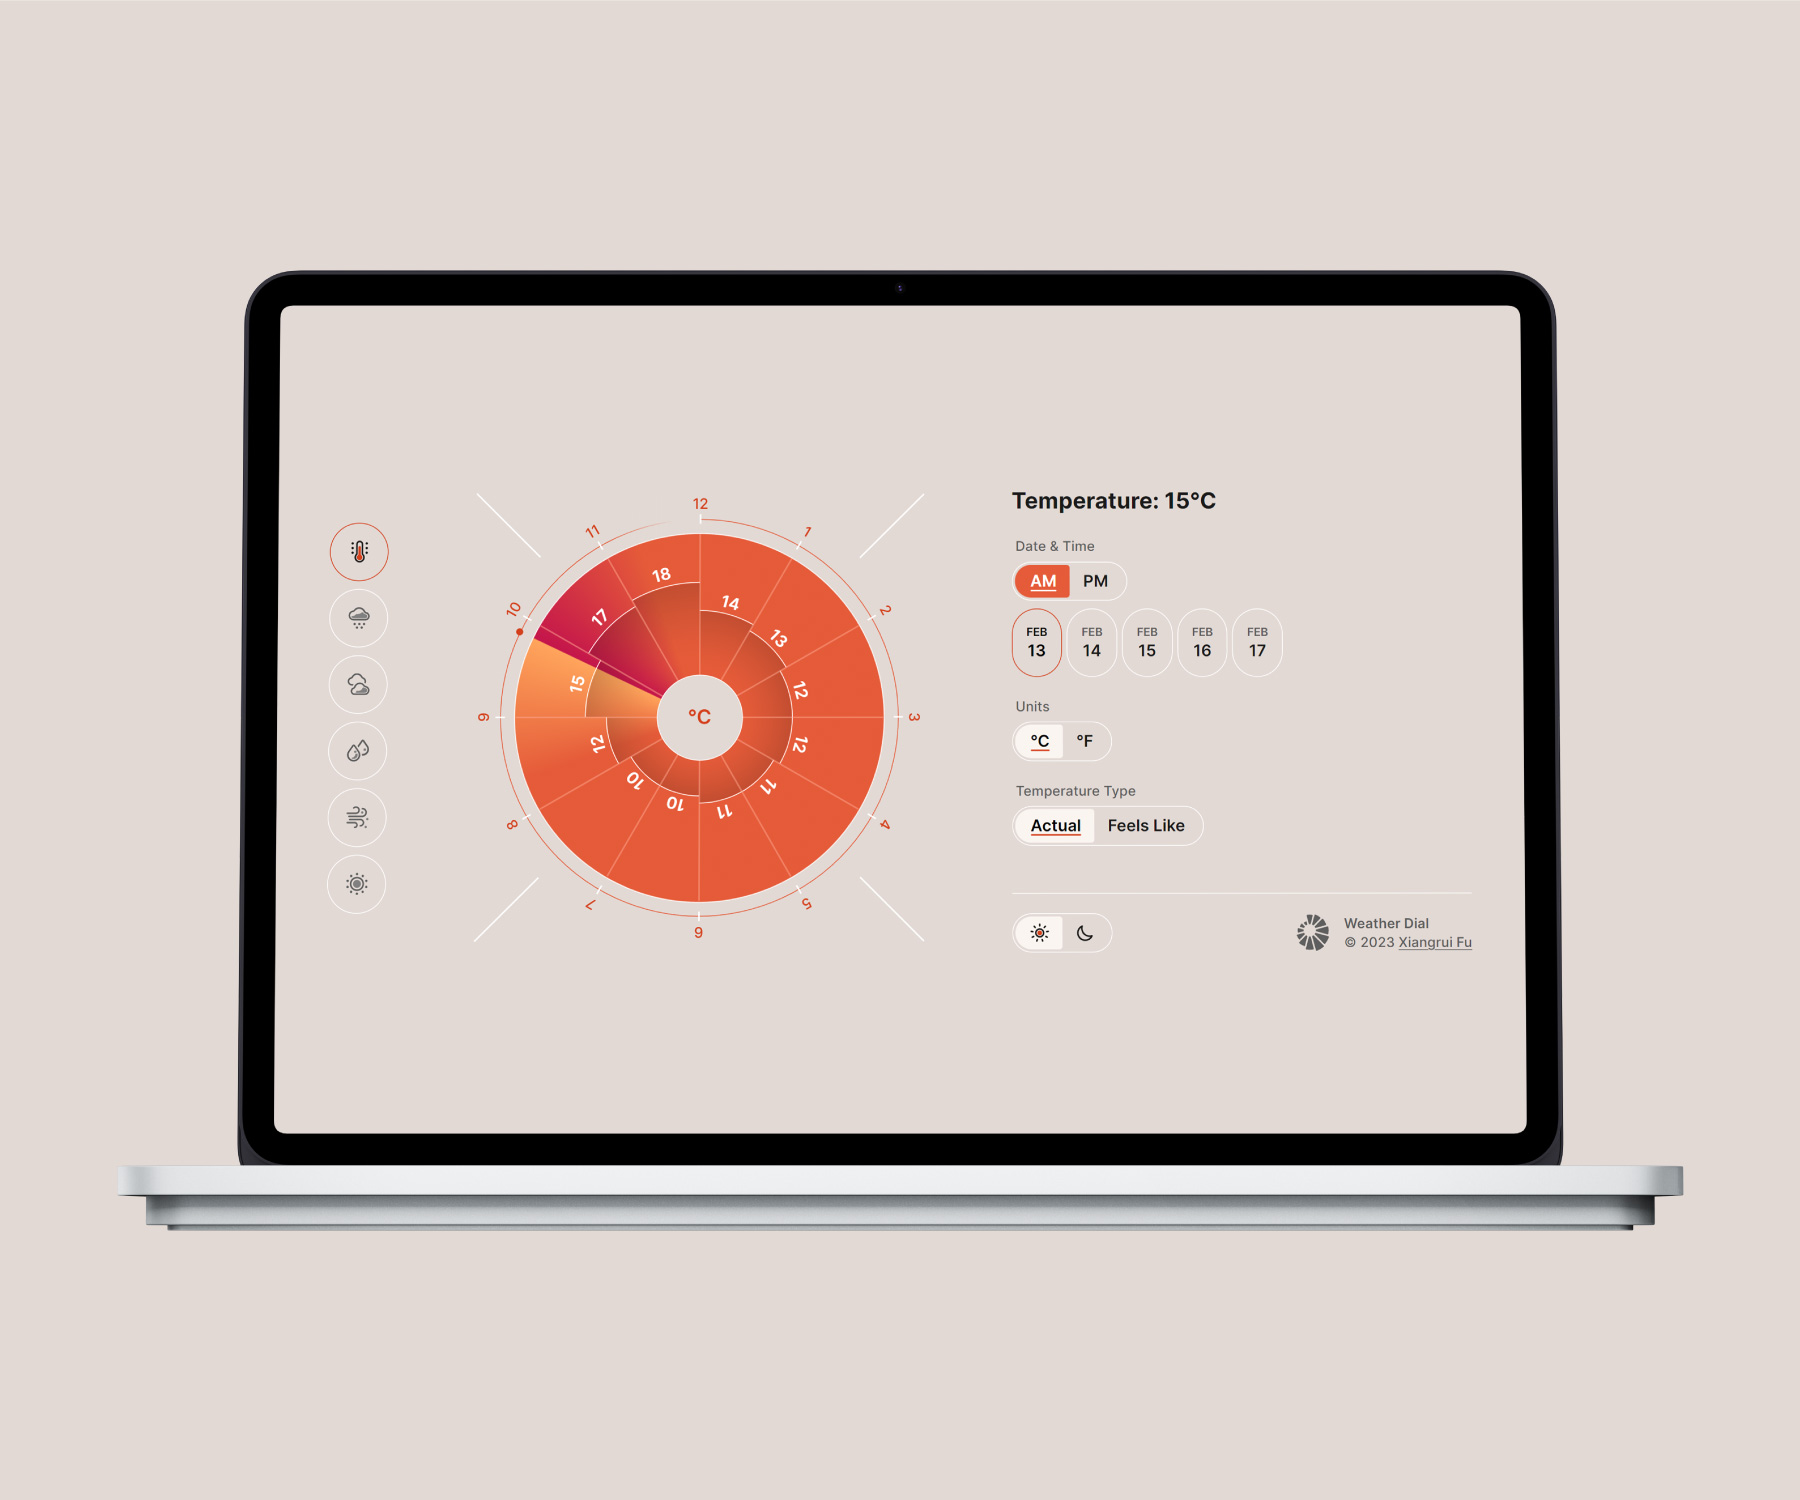 12
1
2
3
4
5
6
7
8
9
10
11
18
14
13
12
12
11
11
10
10
12
15
17
°C
Temperature: 15°C
Date & Time
AM PM
FEB FEB FEB FEB FEB
13 14 15 16 17
Units
°C °F
Temperature Type
Actual Feels Like
Weather Dial
© 2023 Xiangrui Fu